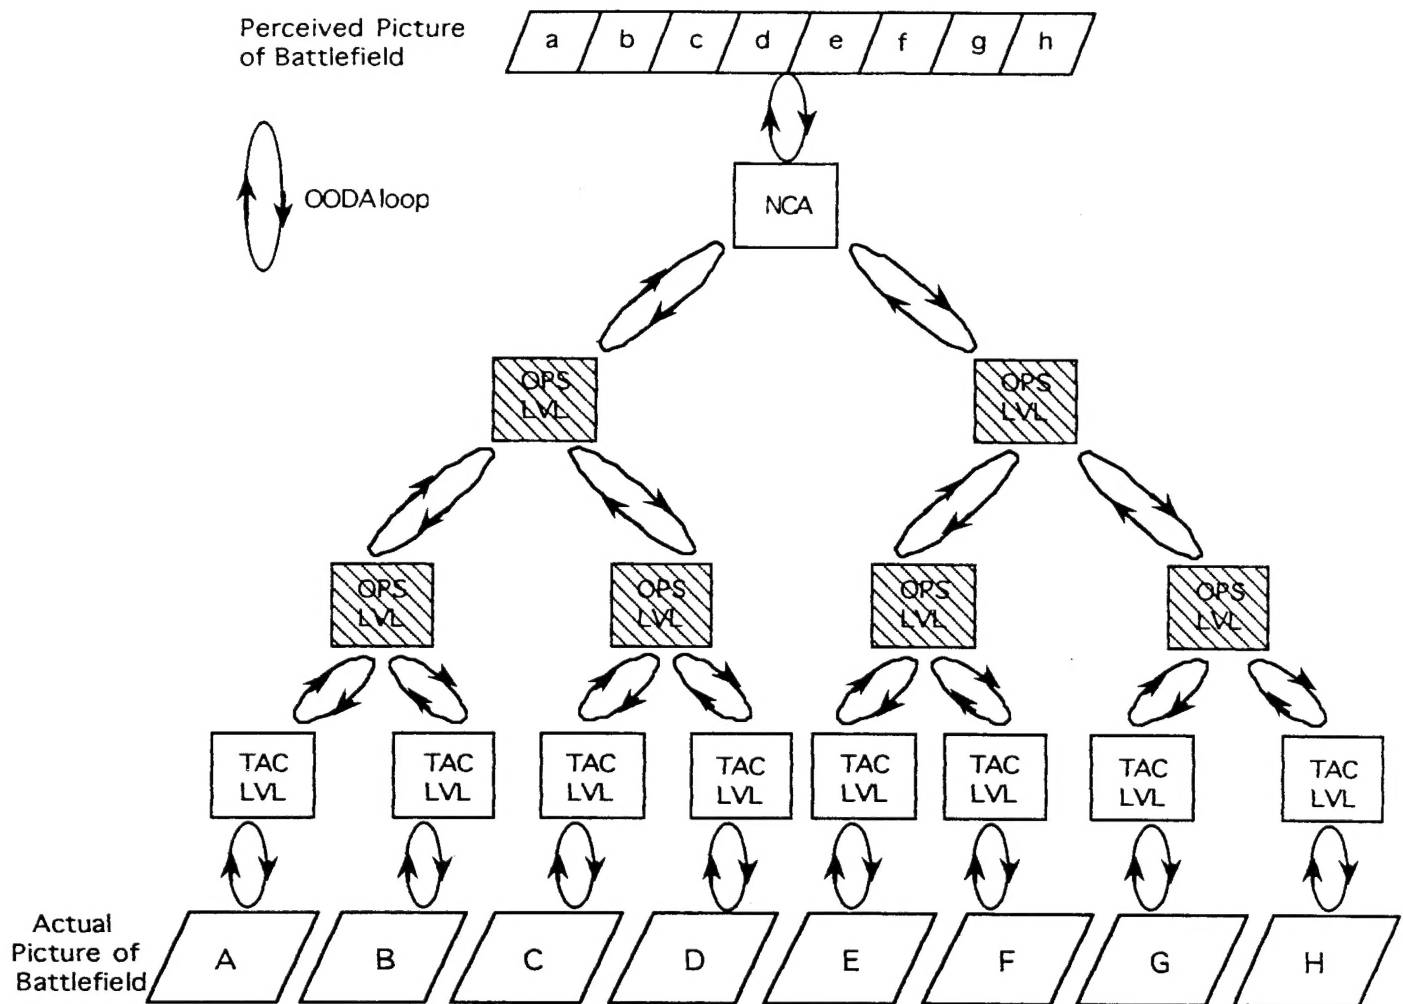 Perceived Picture
of Battlefield
a b c d e f g h
OODA loop
NCA
OPS
LVL
OPS
LVL
OPS
LVL
OPS
LVL
OPS
LVL
OPS
LVL
TAC
LVL
TAC
LVL
TAC
LVL
TAC
LVL
TAC
LVL
TAC
LVL
TAC
LVL
TAC
LVL
Actual
Picture of
Battlefield
A B C D E F G H